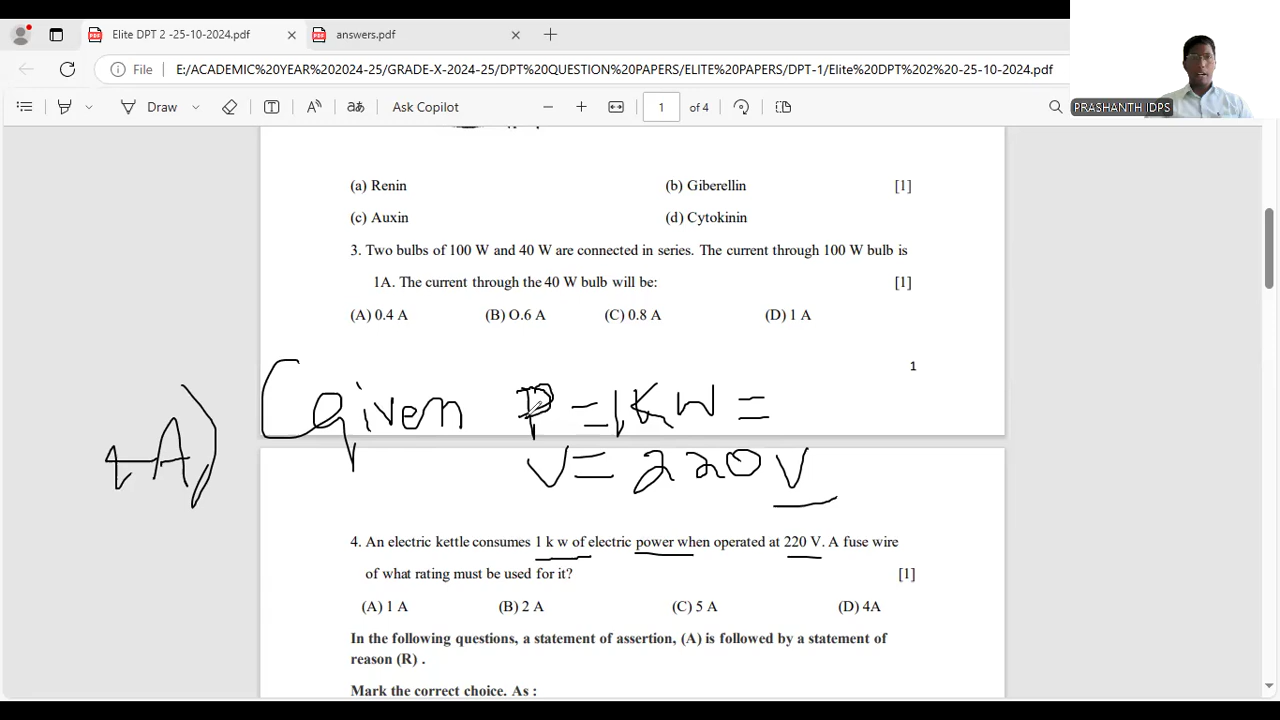 Elite DPT 2 -25-10-2024.pdf
answers.pdf
File E:/ACADEMIC%20YEAR%202024-25/GRADE-X-2024-25/DPT%20QUESTION%20PAPERS/ELITE%20PAPERS/DPT-1/Elite%20DPT%202%20-25-10-2024.pdf
Draw
Ask Copilot
1 of 4
PRASHANTH IDPS
(a) Renin (b) Giberellin [1]
(c) Auxin (d) Cytokinin
3. Two bulbs of 100 W and 40 W are connected in series. The current through 100 W bulb is
1A. The current through the 40 W bulb will be: [1]
(A) 0.4 A (B) O.6 A (C) 0.8 A (D) 1 A
1
given P = 1KW =
V = 220 V
4. An electric kettle consumes 1 k w of electric power when operated at 220 V. A fuse wire
of what rating must be used for it? [1]
(A) 1 A (B) 2 A (C) 5 A (D) 4A
In the following questions, a statement of assertion, (A) is followed by a statement of
reason (R) .
Mark the correct choice. As :